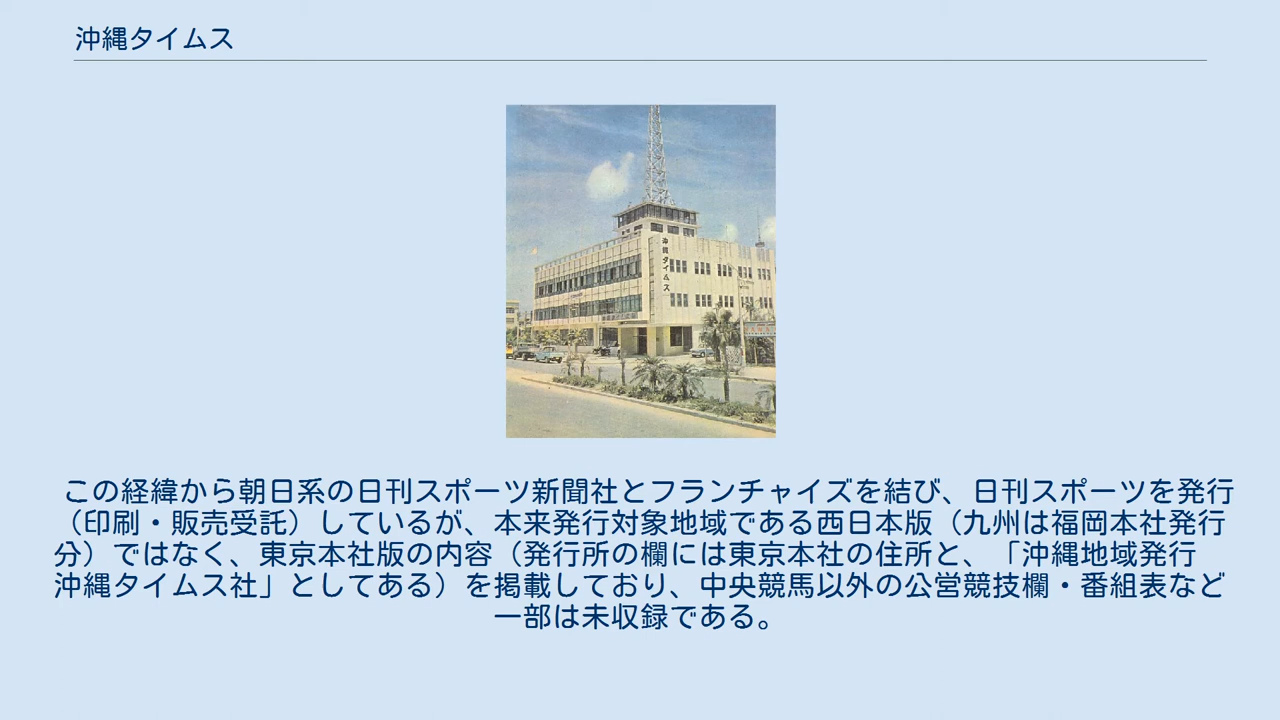 沖縄タイムス
沖縄タイムス
この経緯から朝日系の日刊スポーツ新聞社とフランチャイズを結び、日刊スポーツを発行
（印刷・販売受託）しているが、本来発行対象地域である西日本版（九州は福岡本社発行
分）ではなく、東京本社版の内容（発行所の欄には東京本社の住所と、「沖縄地域発行
沖縄タイムス社」としてある）を掲載しており、中央競馬以外の公営競技欄・番組表など
一部は未収録である。